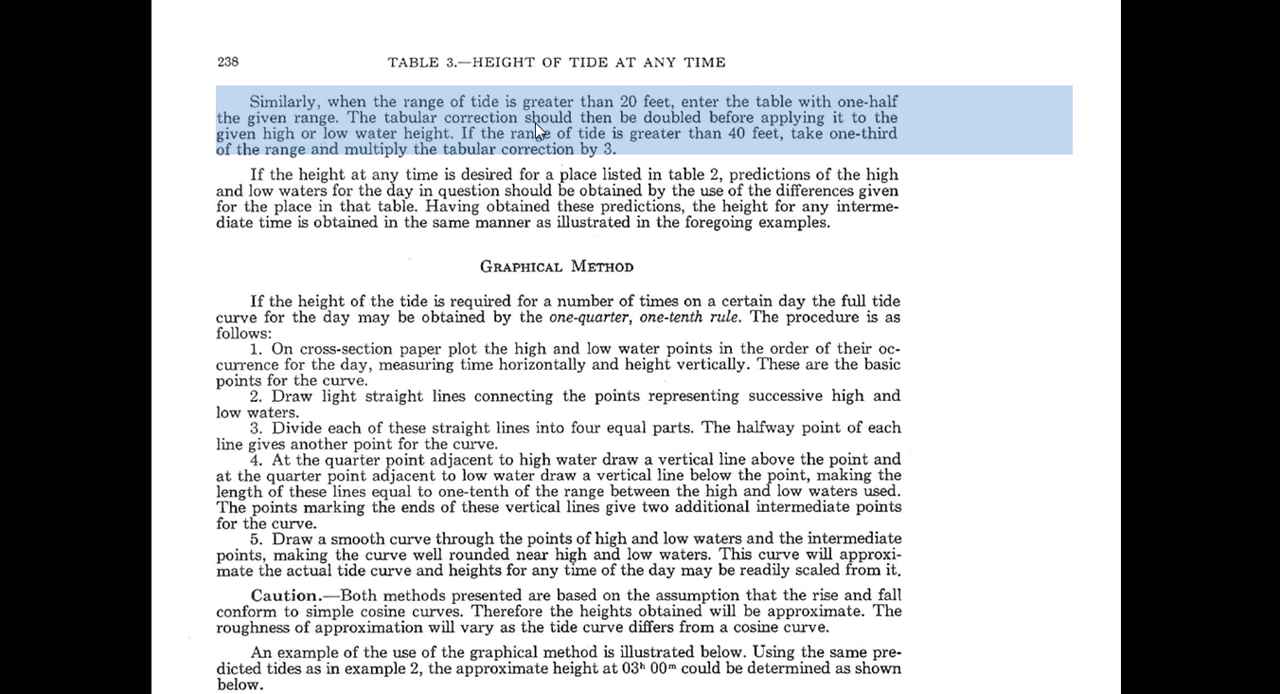 238
TABLE 3.—HEIGHT OF TIDE AT ANY TIME
Similarly, when the range of tide is greater than 20 feet, enter the table with one-half
the given range. The tabular correction should then be doubled before applying it to the
given high or low water height. If the range of tide is greater than 40 feet, take one-third
of the range and multiply the tabular correction by 3.
If the height at any time is desired for a place listed in table 2, predictions of the high
and low waters for the day in question should be obtained by the use of the differences given
for the place in that table. Having obtained these predictions, the height for any interme-
diate time is obtained in the same manner as illustrated in the foregoing examples.
GRAPHICAL METHOD
If the height of the tide is required for a number of times on a certain day the full tide
curve for the day may be obtained by the one-quarter, one-tenth rule. The procedure is as
follows:
1. On cross-section paper plot the high and low water points in the order of their oc-
currence for the day, measuring time horizontally and height vertically. These are the basic
points for the curve.
2. Draw light straight lines connecting the points representing successive high and
low waters.
3. Divide each of these straight lines into four equal parts. The halfway point of each
line gives another point for the curve.
4. At the quarter point adjacent to high water draw a vertical line above the point and
at the quarter point adjacent to low water draw a vertical line below the point, making the
length of these lines equal to one-tenth of the range between the high and low waters used.
The points marking the ends of these vertical lines give two additional intermediate points
for the curve.
5. Draw a smooth curve through the points of high and low waters and the intermediate
points, making the curve well rounded near high and low waters. This curve will approxi-
mate the actual tide curve and heights for any time of the day may be readily scaled from it.
Caution.—Both methods presented are based on the assumption that the rise and fall
conform to simple cosine curves. Therefore the heights obtained will be approximate. The
roughness of approximation will vary as the tide curve differs from a cosine curve.
An example of the use of the graphical method is illustrated below. Using the same pre-
dicted tides as in example 2, the approximate height at 03ʰ 00ᵐ could be determined as shown
below.